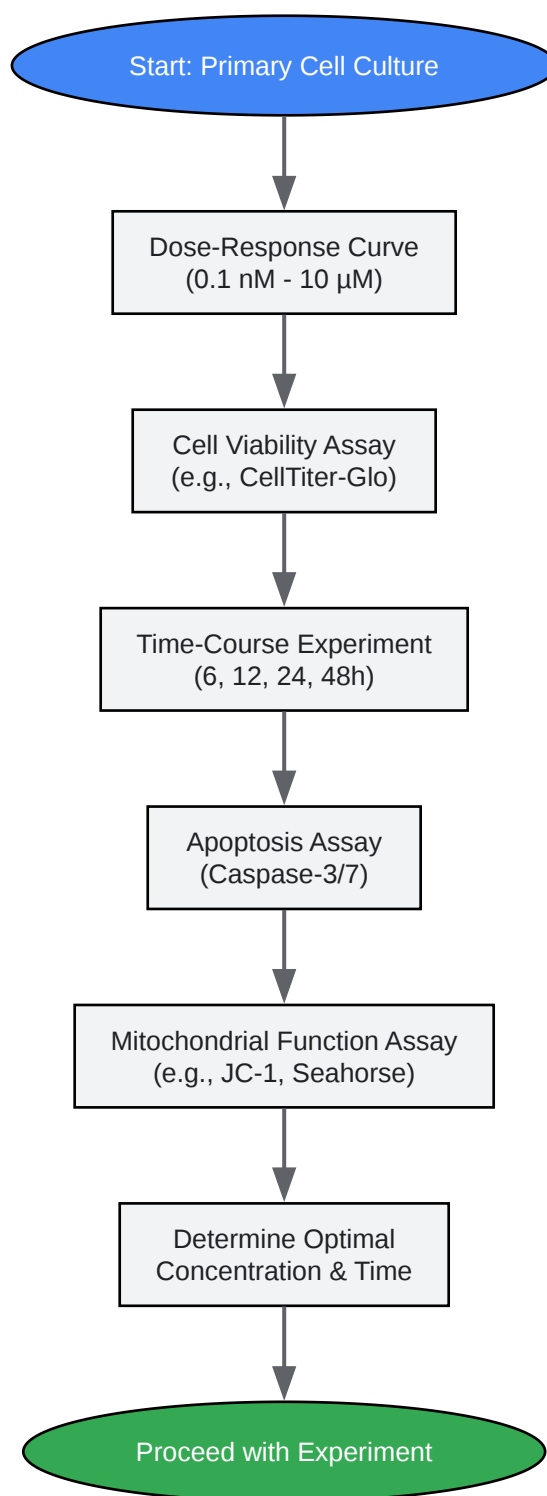 Start: Primary Cell Culture
Dose-Response Curve
(0.1 nM - 10 µM)
Cell Viability Assay
(e.g., CellTiter-Glo)
Time-Course Experiment
(6, 12, 24, 48h)
Apoptosis Assay
(Caspase-3/7)
Mitochondrial Function Assay
(e.g., JC-1, Seahorse)
Determine Optimal
Concentration & Time
Proceed with Experiment